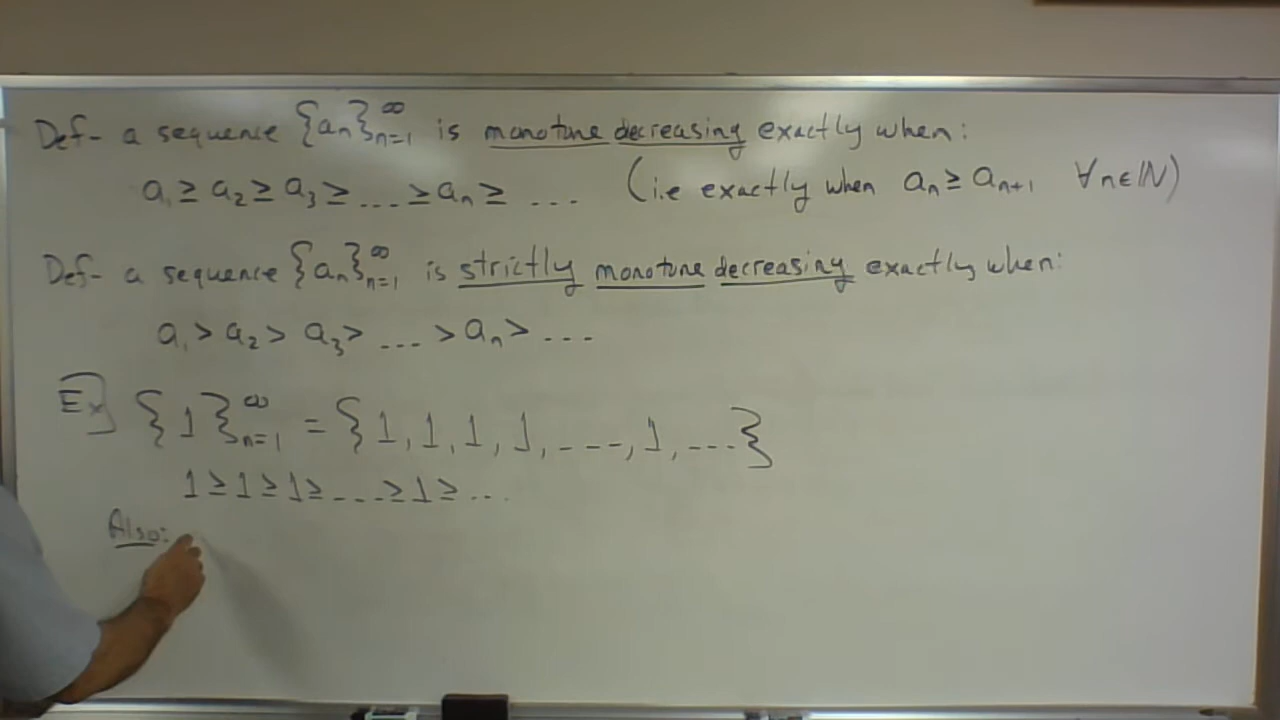 Def- a sequence {aₙ}ₙ₌₁^∞ is monotone decreasing exactly when:
a₁ ≥ a₂ ≥ a₃ ≥ ... ≥ aₙ ≥ ... (i.e exactly when aₙ ≥ aₙ₊₁ ∀n∈ℕ)
Def- a sequence {aₙ}ₙ₌₁^∞ is strictly monotone decreasing exactly when:
a₁ > a₂ > a₃ > ... > aₙ > ...
Ex] {1}ₙ₌₁^∞ = {1, 1, 1, 1, ---, 1, ...}
1 ≥ 1 ≥ 1 ≥ ... ≥ 1 ≥ ...
Also: